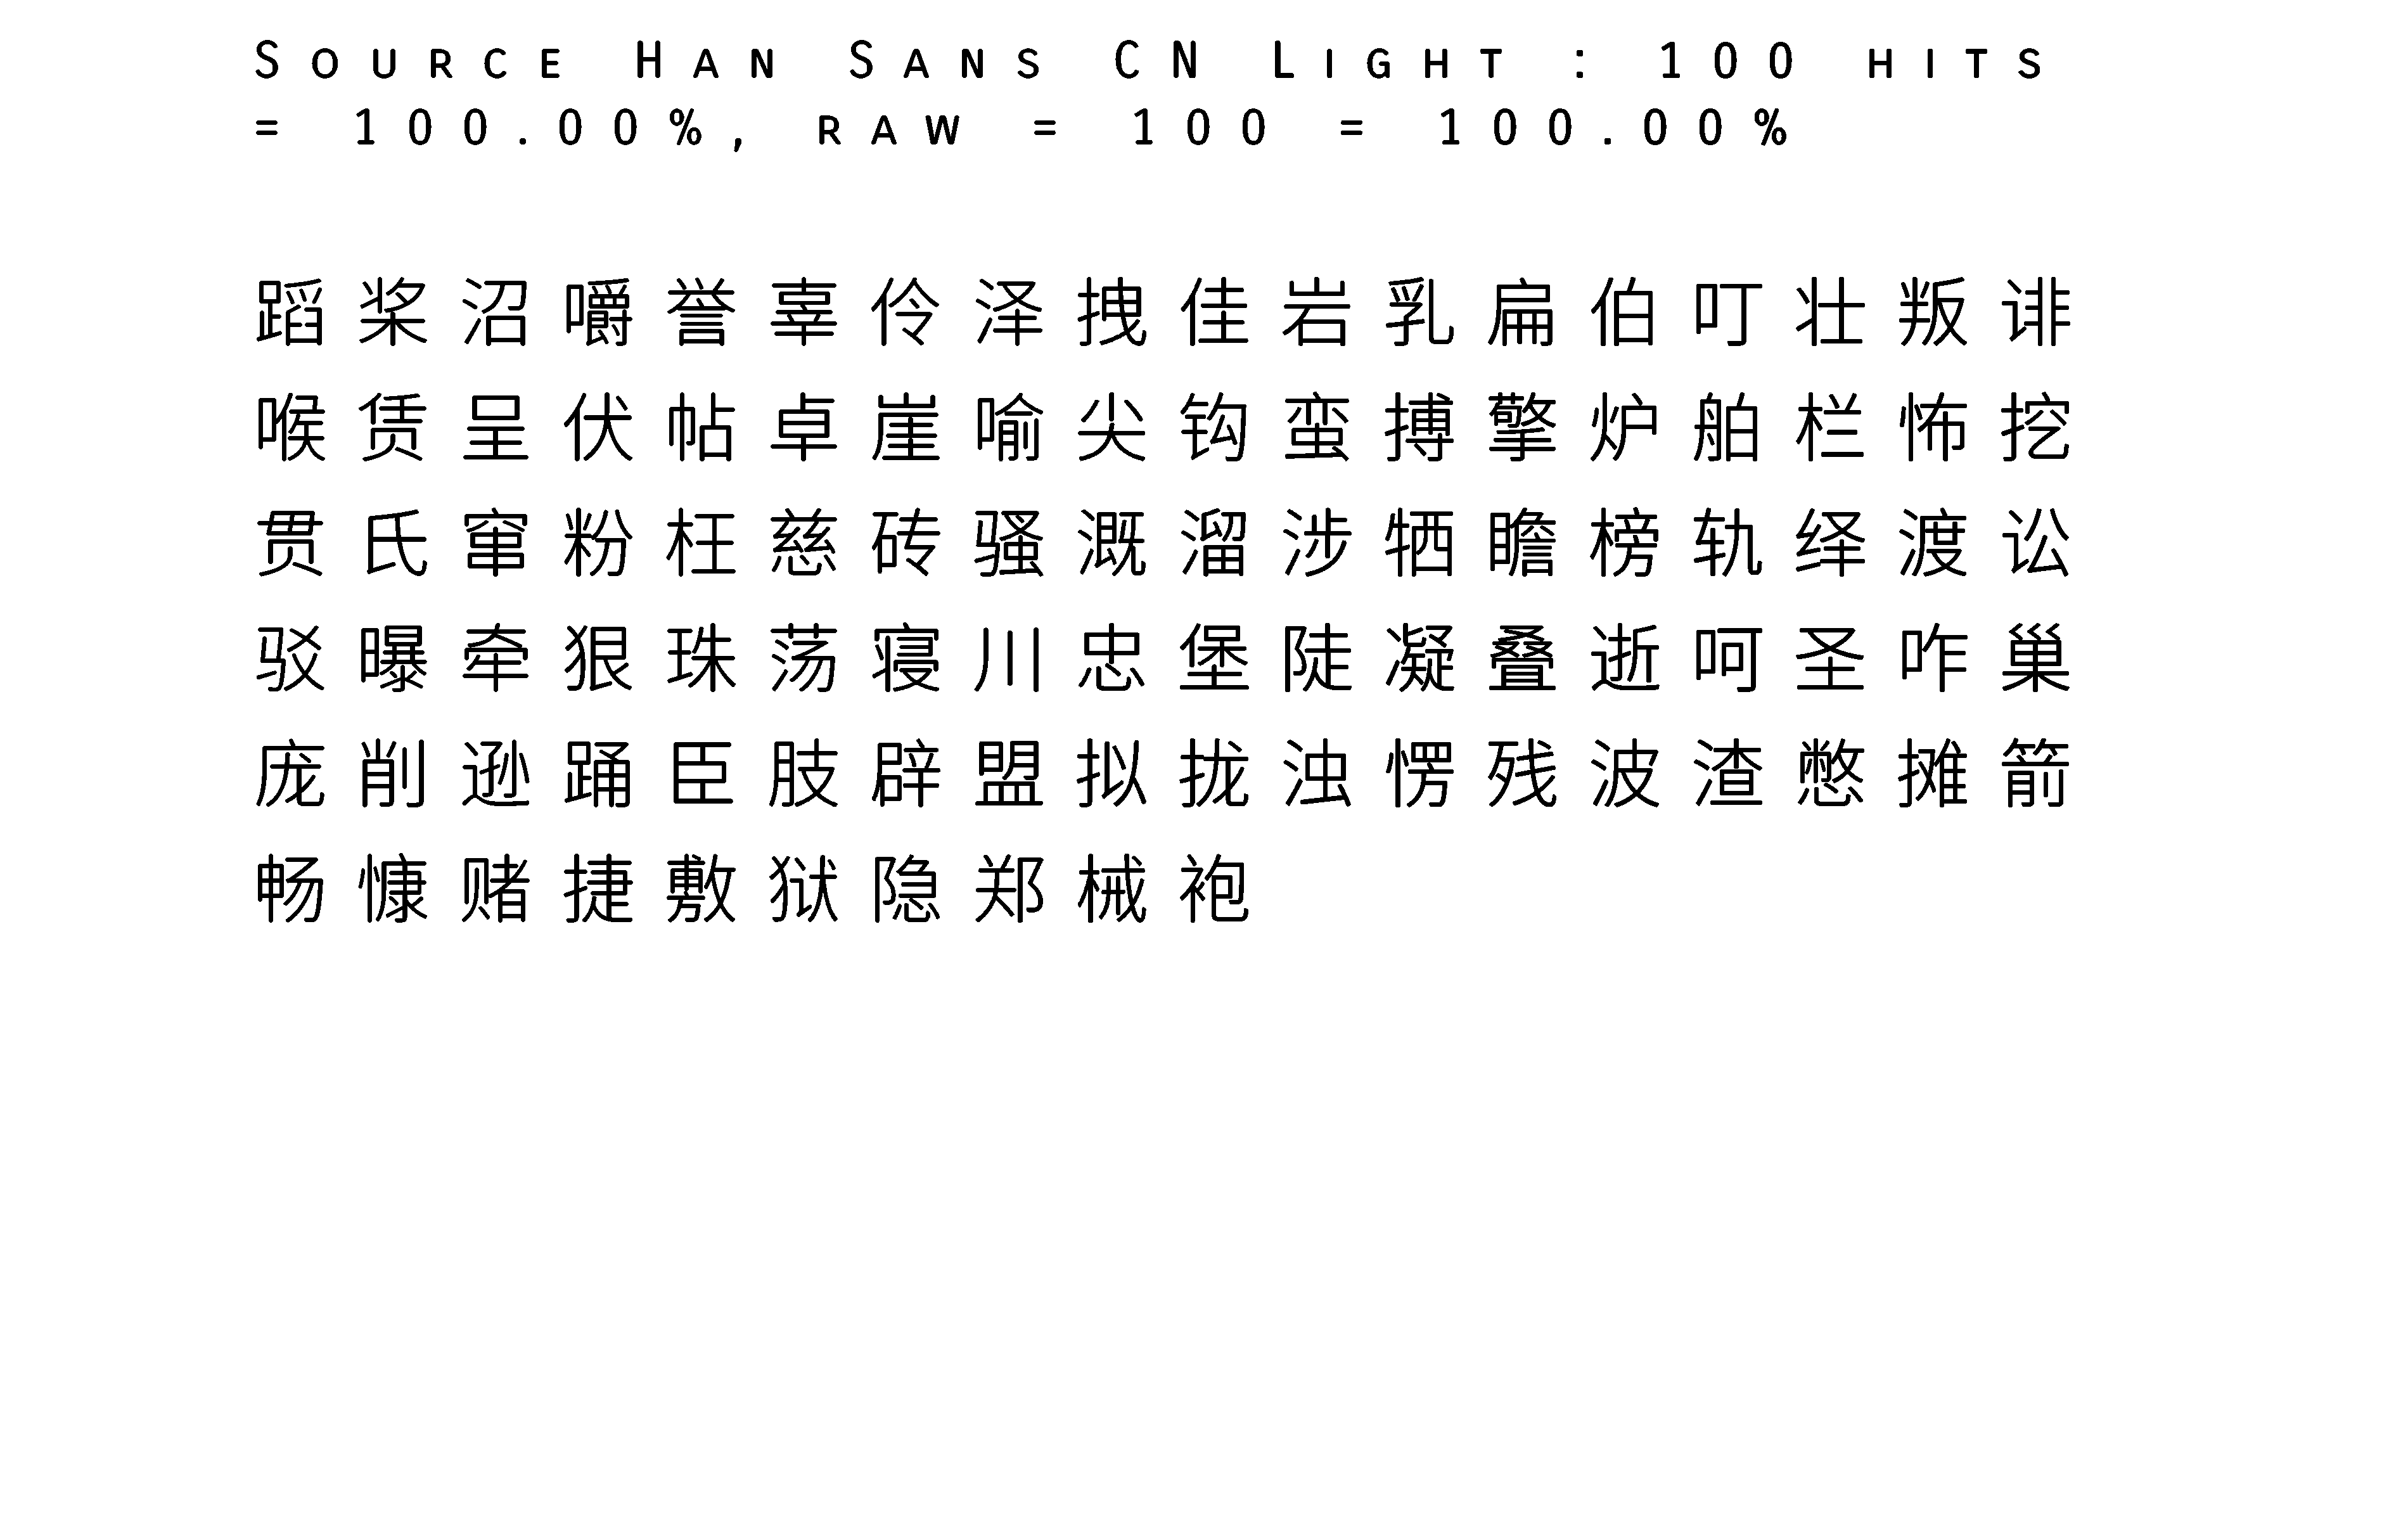 Source Han Sans CN Light : 100 hits
= 100.00%, raw = 100 = 100.00%
蹈桨沼嚼誉辜伶泽拽佳岩乳扁伯叮壮叛诽
喉赁呈伏帖卓崖喻尖钩蛮搏擎炉舶栏怖挖
贯氏窜粉枉慈砖骚溉溜涉牺瞻榜轨绎渡讼
驳曝牵狠珠荡寝川忠堡陡凝叠逝呵圣咋巢
庞削逊踊臣肢辟盟拟拢浊愕残波渣憋摊箭
畅慷赌捷敷狱隐郑械袍